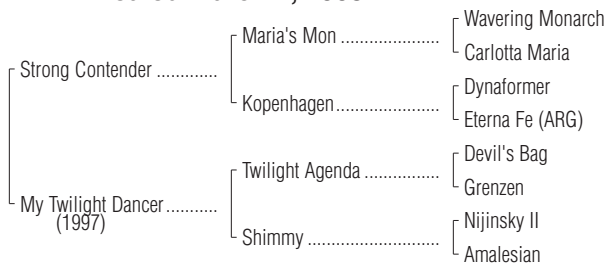 Wavering Monarch
Maria's Mon ...................
Carlotta Maria
Strong Contender ............
Dynaformer
Kopenhagen ....................
Eterna Fe (ARG)
Devil's Bag
Twilight Agenda ...............
Grenzen
My Twilight Dancer ..........
(1997)
Nijinsky II
Shimmy .........................
Amalesian